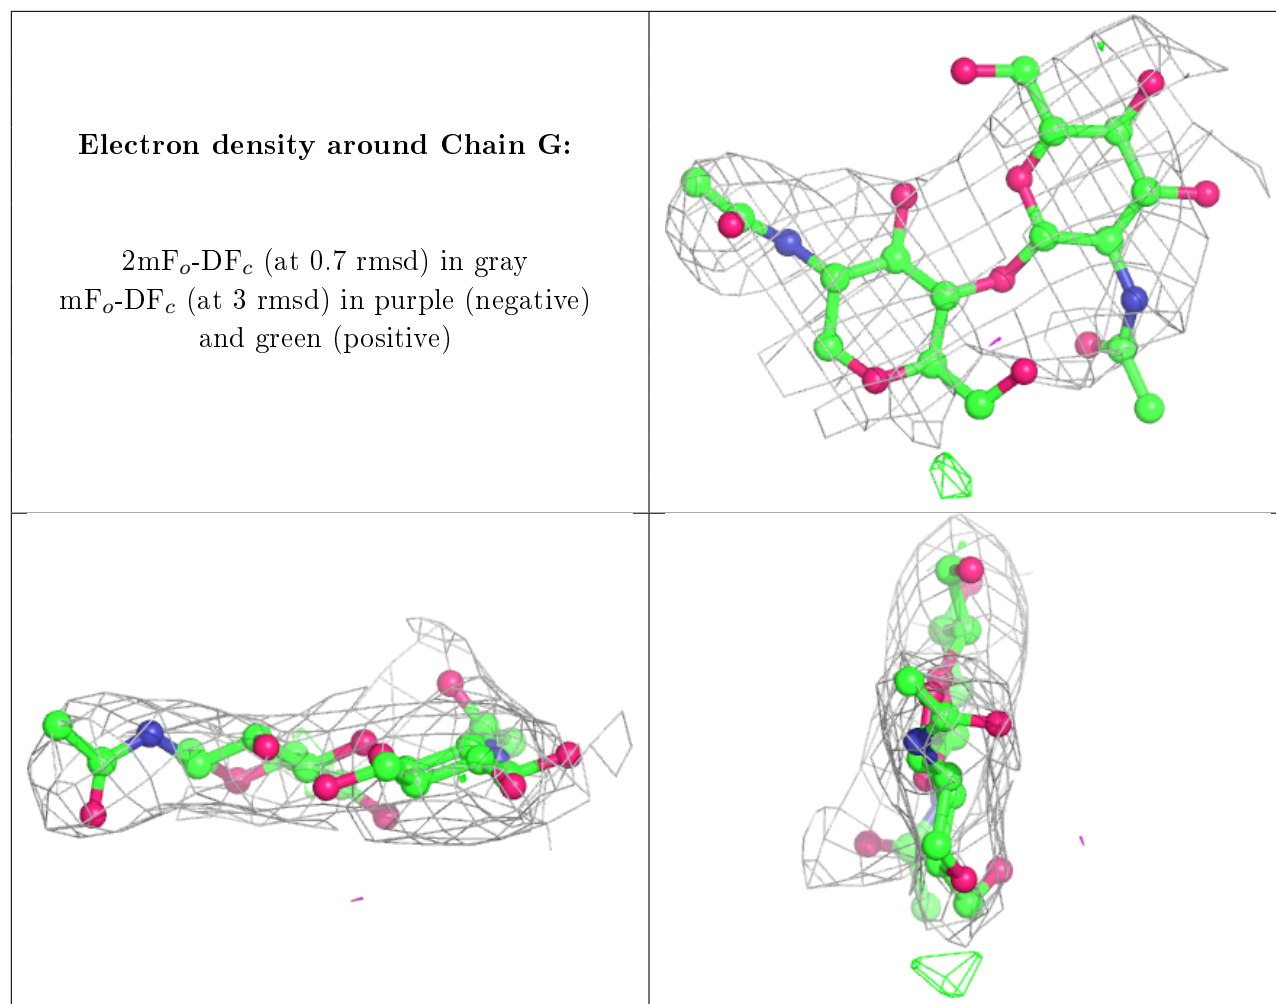 Electron density around Chain G:
2mFₒ-DF𝑐 (at 0.7 rmsd) in gray
mFₒ-DF𝑐 (at 3 rmsd) in purple (negative)
and green (positive)